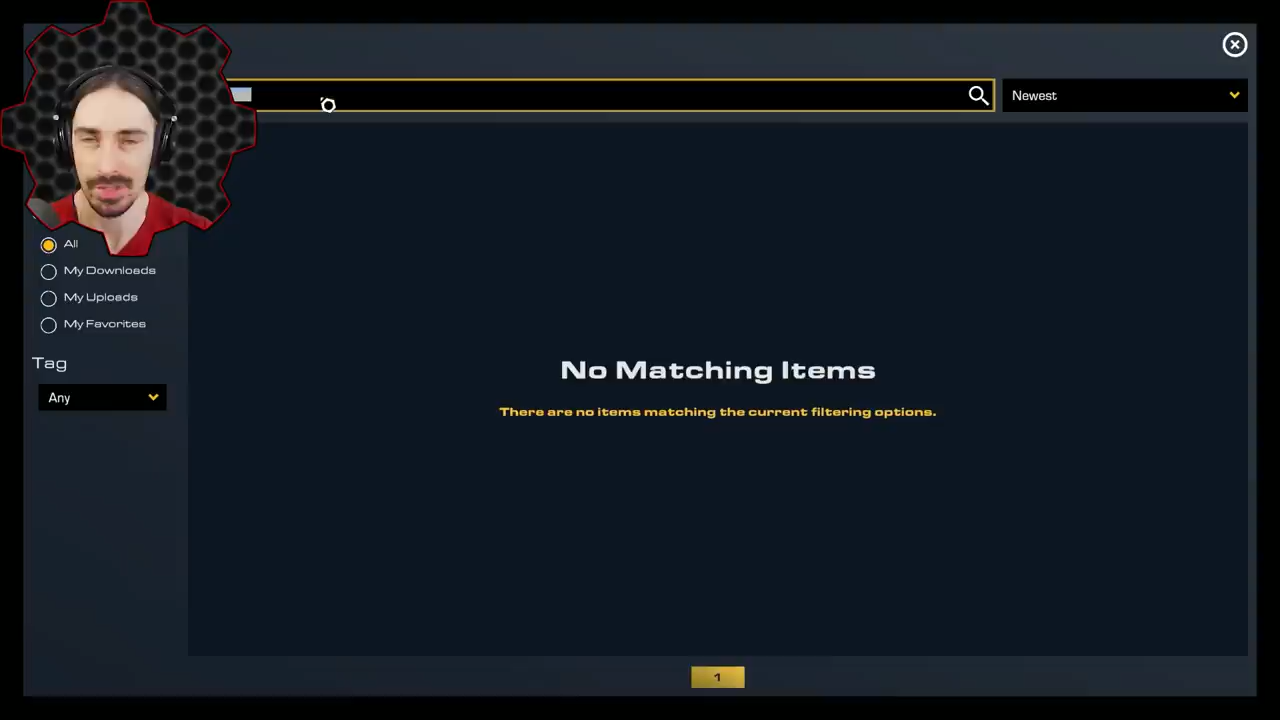 Newest
All
My Downloads
My Uploads
My Favorites
Tag
Any
No Matching Items
There are no items matching the current filtering options.
1